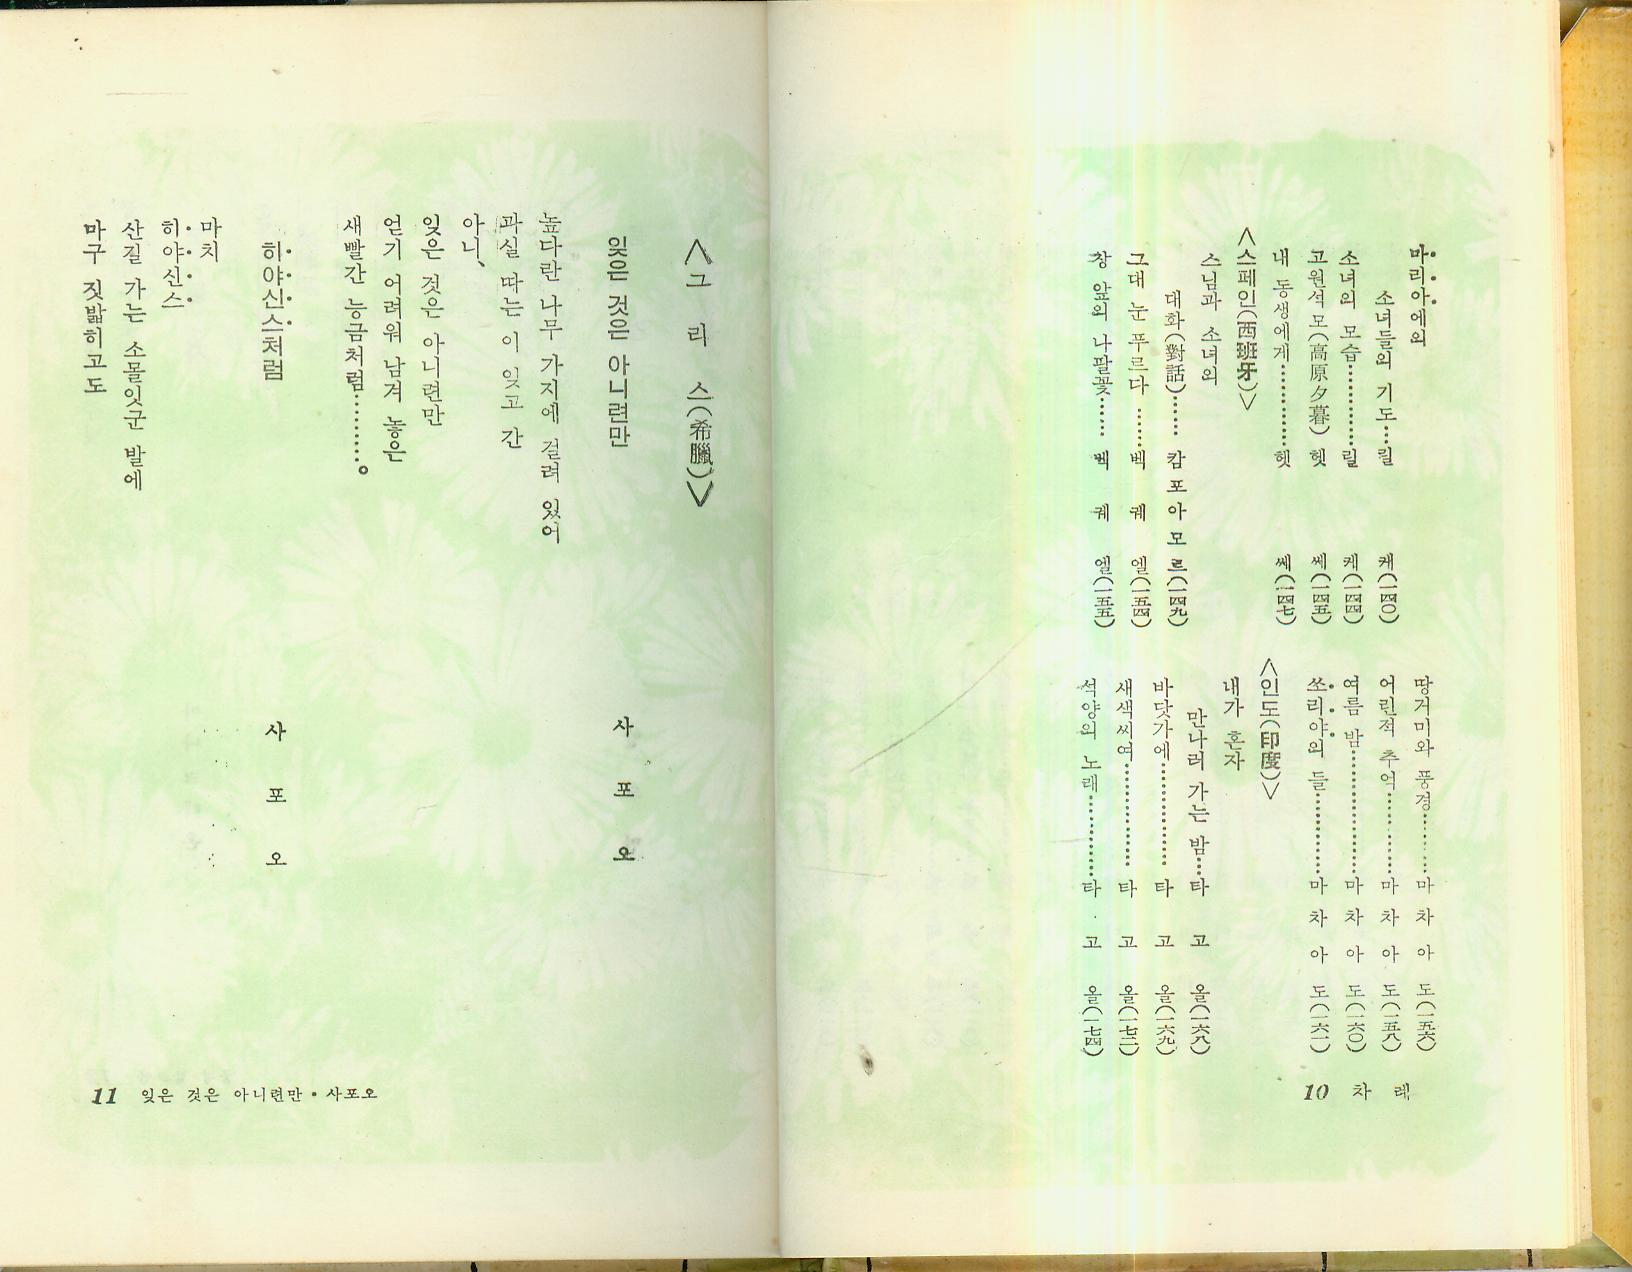 마리아에의
소녀들의 기도…릴 케(一四〇)
소녀의 모습…………릴 케(一四四)
고원석모(高原夕暮)헷 쎄(一四五)
내 동생에게…………헷 쎄(一四七)
〈스페인(西班牙)〉
스님과 소녀의
대화(對話)……캄포아모르(一四九)
그대 눈 푸르다……벡 궤 엘(一五四)
창 앞의 나팔꽃……벡 궤 엘(一五五)
땅거미와 풍경………마 차 아 도(一五六)
어린적 추억…………마 차 아 도(一五八)
여름 밤………………마 차 아 도(一六〇)
쏘리야의 들…………마 차 아 도(一六一)
〈인도(印度)〉
내가 혼자
만나러 가는 밤…타 고 올(一六八)
바닷가에……………타 고 올(一六九)
새색씨여……………타 고 올(一七三)
석양의 노래…………타 고 올(一七四)
10 차 례
〈그 리 스(希臘)〉
잊은 것은 아니련만 사 포 오
높다란 나무 가지에 걸려 있어
과실 따는 이 잊고 간
아니、
잊은 것은 아니련만
얻기 어려워 남겨 놓은
새빨간 능금처럼………。
히야신스처럼 사 포 오
마치
히야신스
산길 가는 소몰잇군 발에
마구 짓밟히고도
11 잊은 것은 아니련만•사포오